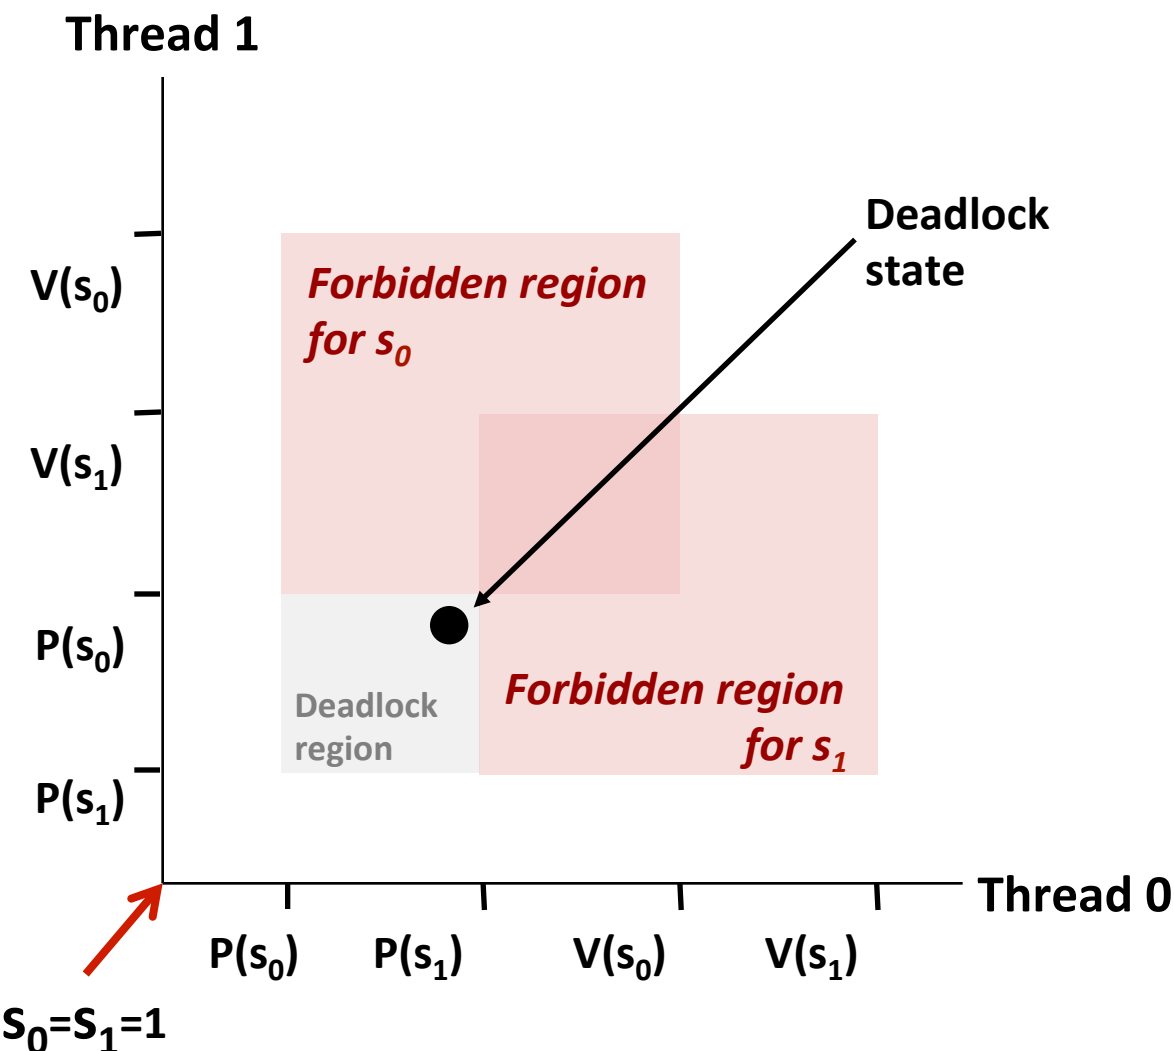 Thread 1
Deadlock
state
V(s0)
Forbidden region
for s0
V(s1)
P(s0)
Forbidden region
for s1
Deadlock
region
P(s1)
Thread 0
P(s0) P(s1) V(s0) V(s1)
s0=s1=1